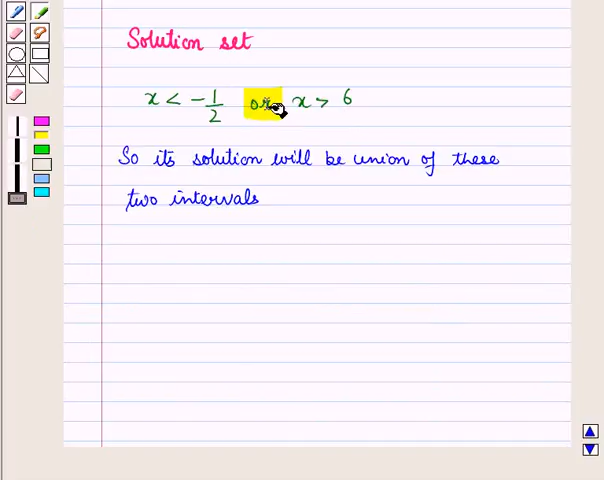 Solution set
x < -1/2 or x > 6
So its solution will be union of these
two intervals